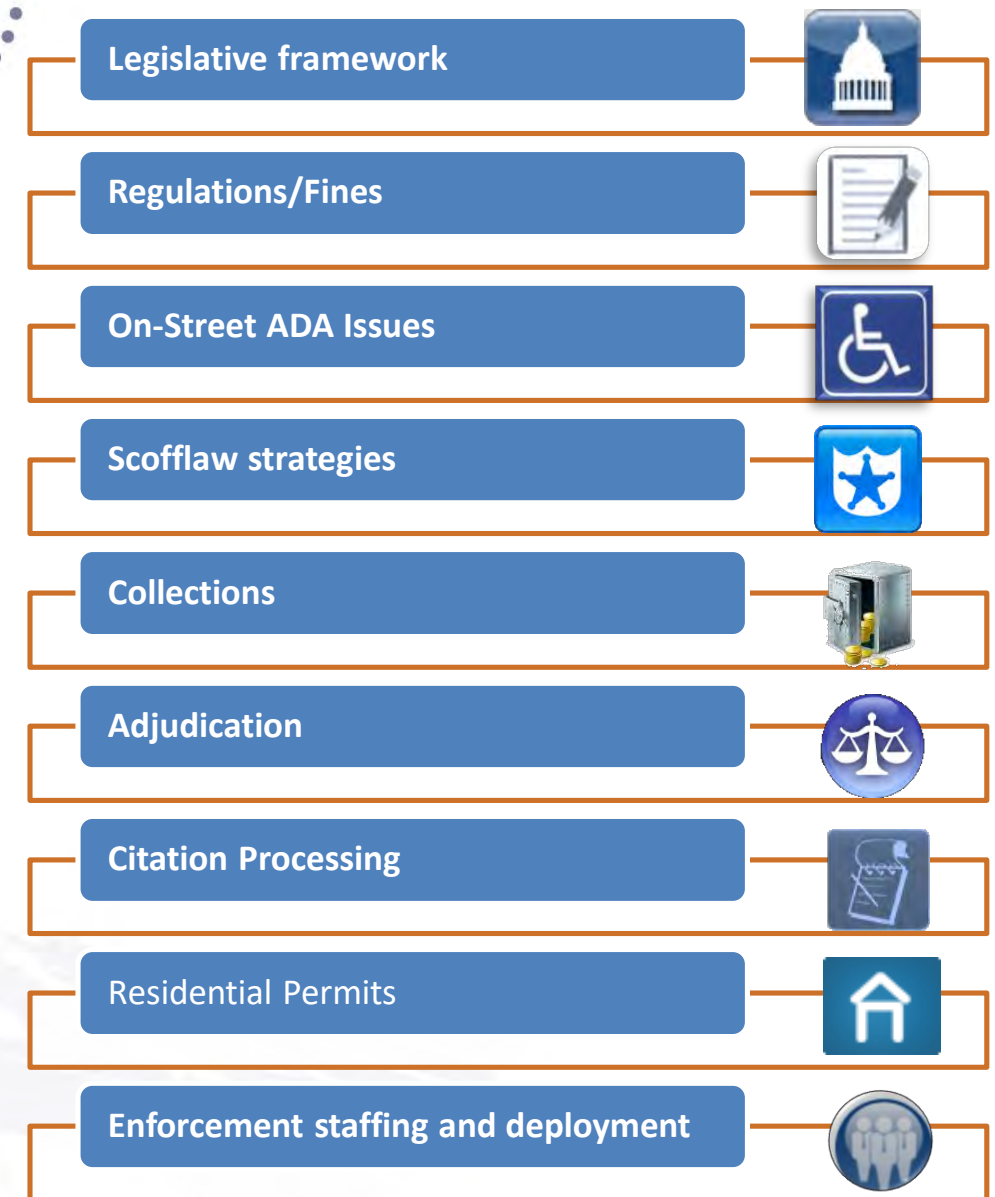 Legislative framework
Regulations/Fines
On-Street ADA Issues
Scofflaw strategies
Collections
Adjudication
Citation Processing
Residential Permits
Enforcement staffing and deployment